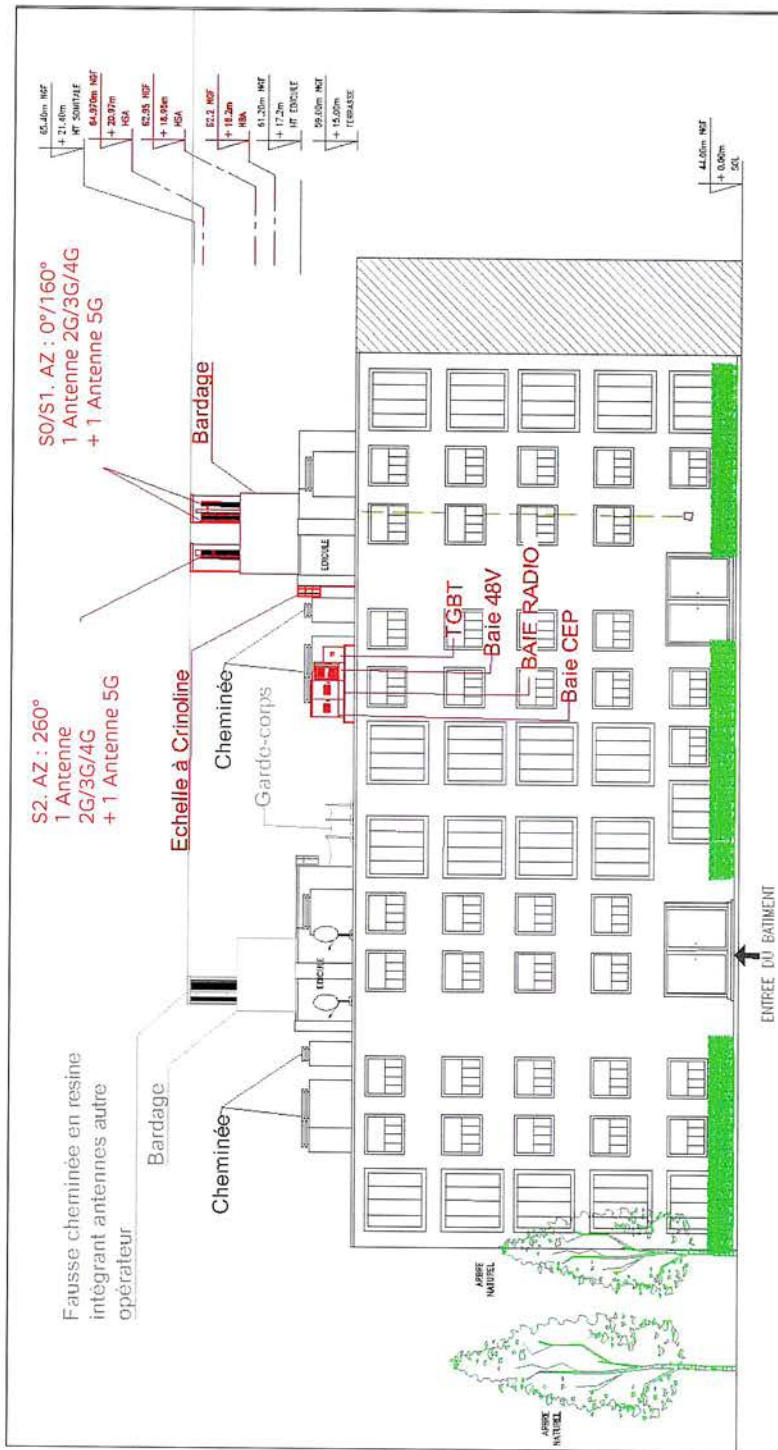 Fausse cheminée en resine
intégrant antennes autre
opérateur
Bardage
Cheminée
S2. AZ : 260°
1 Antenne
2G/3G/4G
+ 1 Antenne 5G
Echelle à Crinoline
Cheminée
Garde-corps
S0/S1. AZ : 0°/160°
1 Antenne 2G/3G/4G
+ 1 Antenne 5G
Bardage
65.40m NGF
+ 21.40m
HT SOMITALE
64.970m NGF
+ 20.97m
HSA
62.95 NGF
+ 18.95m
HSA
62.2 NGF
+ 18.2m
HBA
61.20m NGF
+ 17.2m
HT EDICULE
59.00m NGF
+ 15.00m
TERRASSE
44.00m NGF
+ 0.00m
SOL
EDICULE
EDICULE
TGBT
Baie 48V
BAIE RADIO
Baie CEP
ARBRE
NATUREL
ARBRE
NATUREL
ENTREE DU BATIMENT